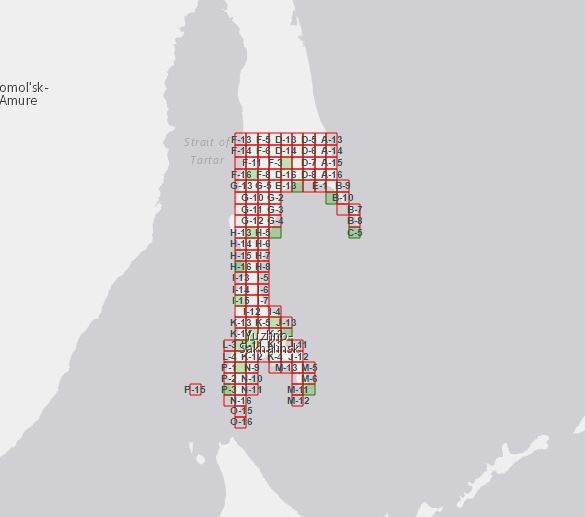 omol'sk-
Amure
Strait of
Tartar
F-13 F-5 D-13 D-5 A-13
F-14 F-6 D-14 D-6 A-14
F-11 F-3 D-7 A-15
F-16 F-8 D-16 D-8 A-16
G-13 G-5 E-13 E-1 B-9
G-10 G-2 B-10
G-11 G-3 B-7
G-12 G-4 B-8
H-13 H-5 C-5
H-14 H-6
H-15 H-7
H-16 H-8
I-13 I-5
I-14 I-6
I-15 I-7
I-12 I-4
K-13 K-5 J-13
Yuzhno-
Sakhalinsk
L-3 J-11
L-4 K-12 K-4 J-12
P-1 N-9 M-13 M-5
P-2 N-10 M-6
P-15 P-3 N-11 M-11
N-16 M-12
O-15
O-16